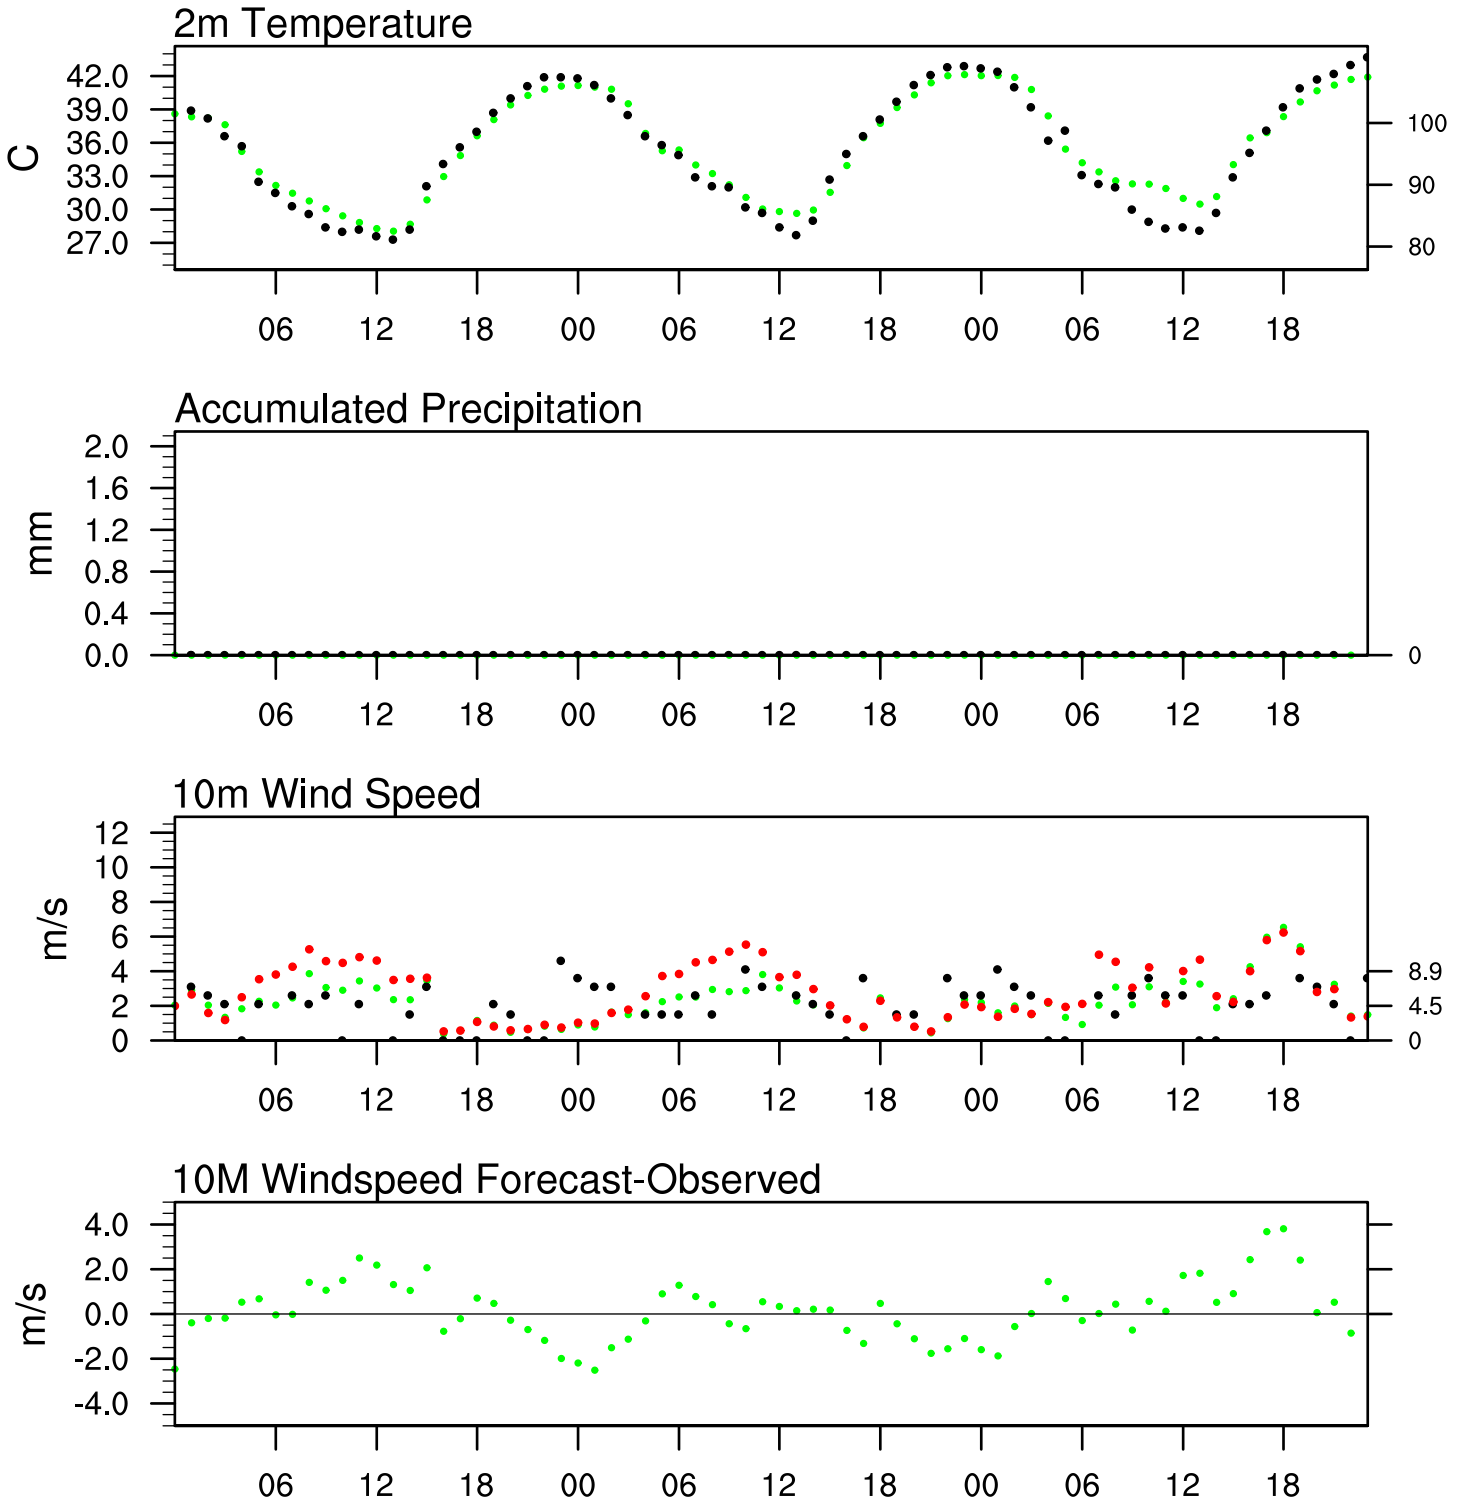 2m Temperature
42.0
39.0
36.0
33.0
30.0
27.0
C
100
90
80
06 12 18 00 06 12 18 00 06 12 18
Accumulated Precipitation
2.0
1.6
1.2
0.8
0.4
0.0
mm
0
06 12 18 00 06 12 18 00 06 12 18
10m Wind Speed
12
10
8
6
4
2
0
m/s
8.9
4.5
0
06 12 18 00 06 12 18 00 06 12 18
10M Windspeed Forecast-Observed
4.0
2.0
0.0
-2.0
-4.0
m/s
06 12 18 00 06 12 18 00 06 12 18